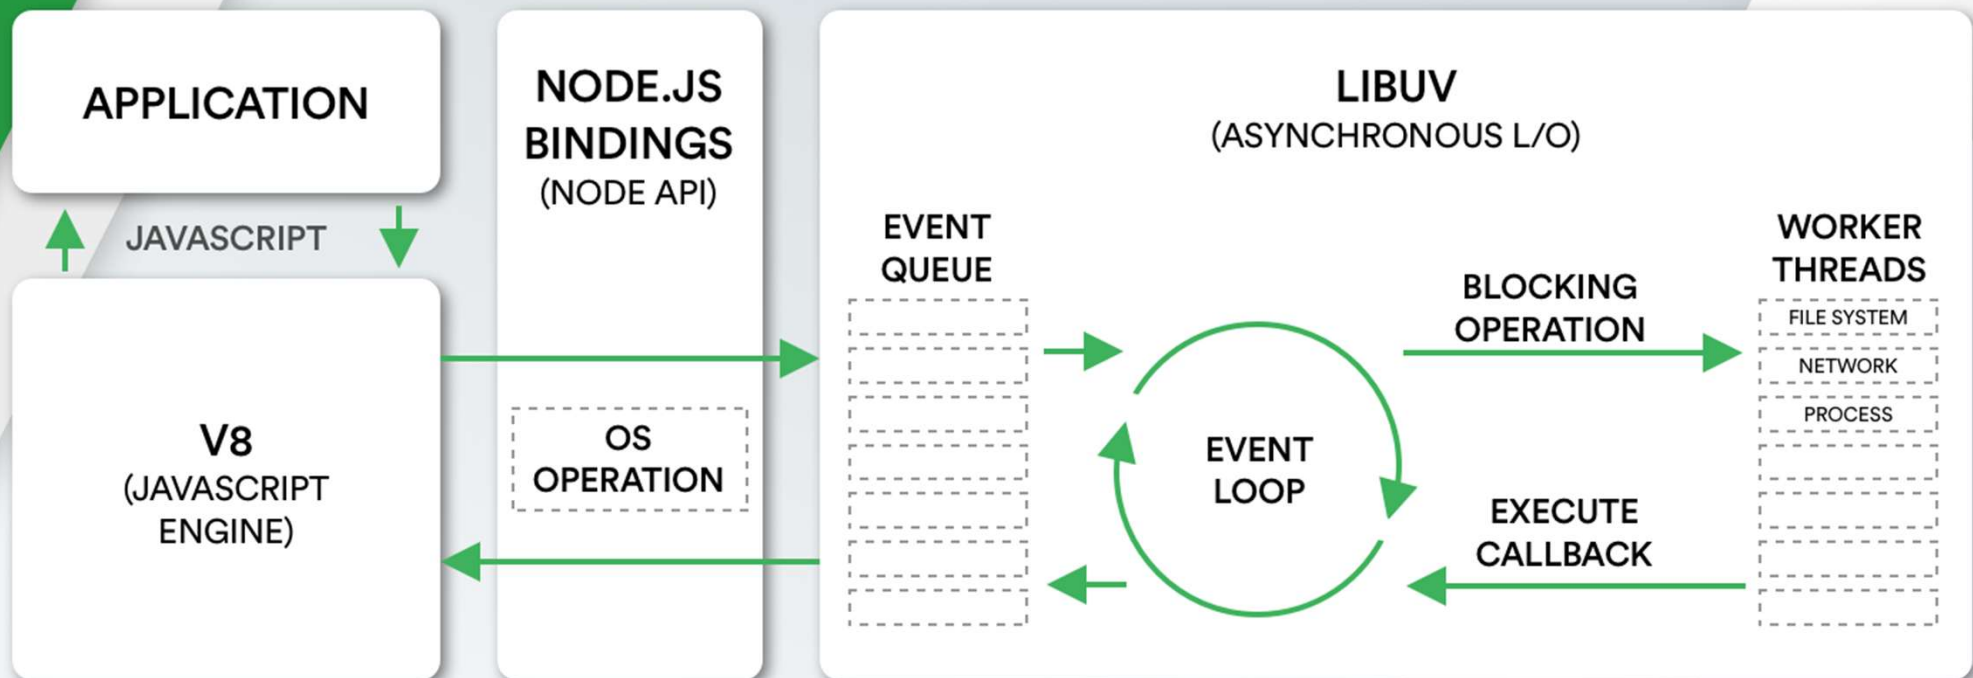 APPLICATION
JAVASCRIPT
V8
(JAVASCRIPT
ENGINE)
NODE.JS
BINDINGS
(NODE API)
OS
OPERATION
LIBUV
(ASYNCHRONOUS L/O)
EVENT
QUEUE
EVENT
LOOP
BLOCKING
OPERATION
EXECUTE
CALLBACK
WORKER
THREADS
FILE SYSTEM
NETWORK
PROCESS